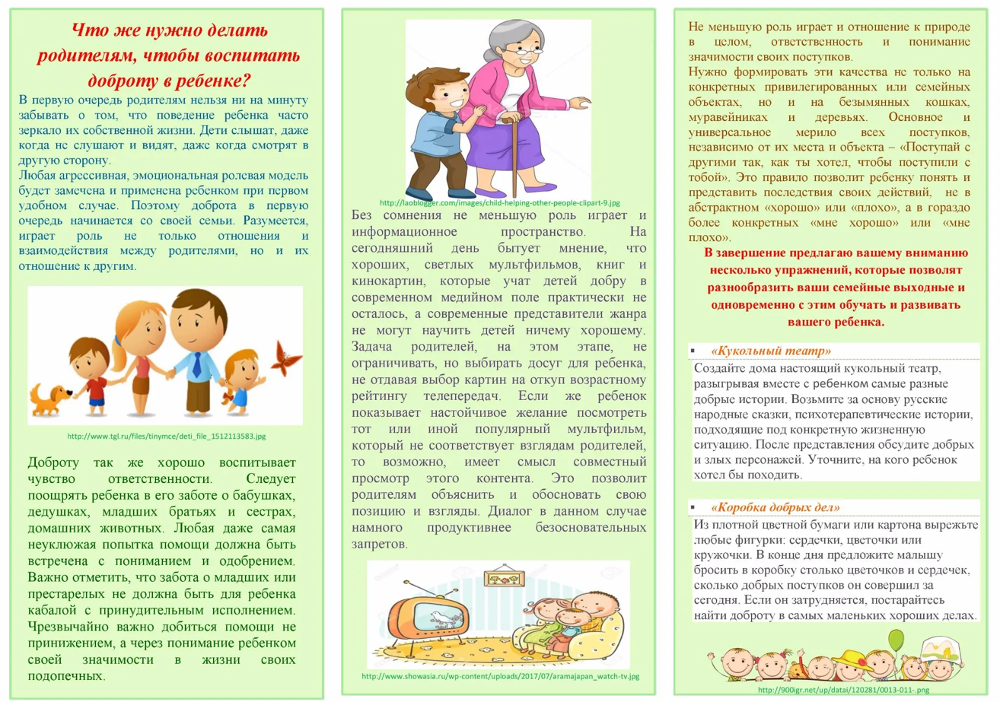 Что же нужно делать
родителям, чтобы воспитать
доброту в ребенке?
В первую очередь родителям нельзя ни на минуту
забывать о том, что поведение ребенка часто
зеркало их собственной жизни. Дети слышат, даже
когда не слушают и видят, даже когда смотрят в
другую сторону.
Любая агрессивная, эмоциональная ролевая модель
будет замечена и применена ребенком при первом
удобном случае. Поэтому доброта в первую
очередь начинается со своей семьи. Разумеется,
играет роль не только отношения и
взаимодействия между родителями, но и их
отношение к другим.
http://www.tgl.ru/files/tinymce/deti_file_1512113583.jpg
Доброту так же хорошо воспитывает
чувство ответственности. Следует
поощрять ребенка в его заботе о бабушках,
дедушках, младших братьях и сестрах,
домашних животных. Любая даже самая
неуклюжая попытка помощи должна быть
встречена с пониманием и одобрением.
Важно отметить, что забота о младших или
престарелых не должна быть для ребенка
кабалой с принудительным исполнением.
Чрезвычайно важно добиться помощи не
принижением, а через понимание ребенком
своей значимости в жизни своих
подопечных.
http://laoblogger.com/images/child-helping-other-people-clipart-9.jpg
Без сомнения не меньшую роль играет и
информационное пространство. На
сегодняшний день бытует мнение, что
хороших, светлых мультфильмов, книг и
кинокартин, которые учат детей добру в
современном медийном поле практически не
осталось, а современные представители жанра
не могут научить детей ничему хорошему.
Задача родителей, на этом этапе, не
ограничивать, но выбирать досуг для ребенка,
не отдавая выбор картин на откуп возрастному
рейтингу телепередач. Если же ребенок
показывает настойчивое желание посмотреть
тот или иной популярный мультфильм,
который не соответствует взглядам родителей,
то возможно, имеет смысл совместный
просмотр этого контента. Это позволит
родителям объяснить и обосновать свою
позицию и взгляды. Диалог в данном случае
намного продуктивнее безосновательных
запретов.
http://www.showasia.ru/wp-content/uploads/2017/07/aramajapan_watch-tv.jpg
Не меньшую роль играет и отношение к природе
в целом, ответственность и понимание
значимости своих поступков.
Нужно формировать эти качества не только на
конкретных привилегированных или семейных
объектах, но и на безымянных кошках,
муравейниках и деревьях. Основное и
универсальное мерило всех поступков,
независимо от их места и объекта – «Поступай с
другими так, как ты хотел, чтобы поступили с
тобой». Это правило позволит ребенку понять и
представить последствия своих действий, не в
абстрактном «хорошо» или «плохо», а в гораздо
более конкретных «мне хорошо» или «мне
плохо».
В завершение предлагаю вашему вниманию
несколько упражнений, которые позволят
разнообразить ваши семейные выходные и
одновременно с этим обучать и развивать
вашего ребенка.
▪ «Кукольный театр»
Создайте дома настоящий кукольный театр,
разыгрывая вместе с ребенком самые разные
добрые истории. Возьмите за основу русские
народные сказки, психотерапевтические истории,
подходящие под конкретную жизненную
ситуацию. После представления обсудите добрых
и злых персонажей. Уточните, на кого ребенок
хотел бы походить.
▪ «Коробка добрых дел»
Из плотной цветной бумаги или картона вырежьте
любые фигурки: сердечки, цветочки или
кружочки. В конце дня предложите малышу
бросить в коробку столько цветочков и сердечек,
сколько добрых поступков он совершил за
сегодня. Если он затрудняется, постарайтесь
найти доброту в самых маленьких хороших делах.
http://900igr.net/up/datai/120281/0013-011-.png